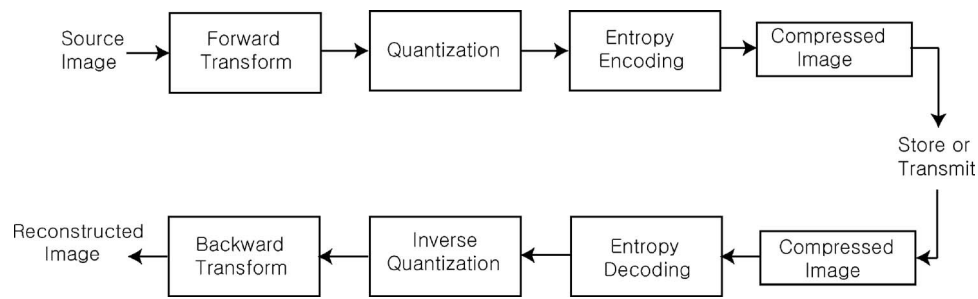 Source
Image
Forward
Transform
Quantization
Entropy
Encoding
Compressed
Image
Store or
Transmit
Reconstructed
Image
Backward
Transform
Inverse
Quantization
Entropy
Decoding
Compressed
Image